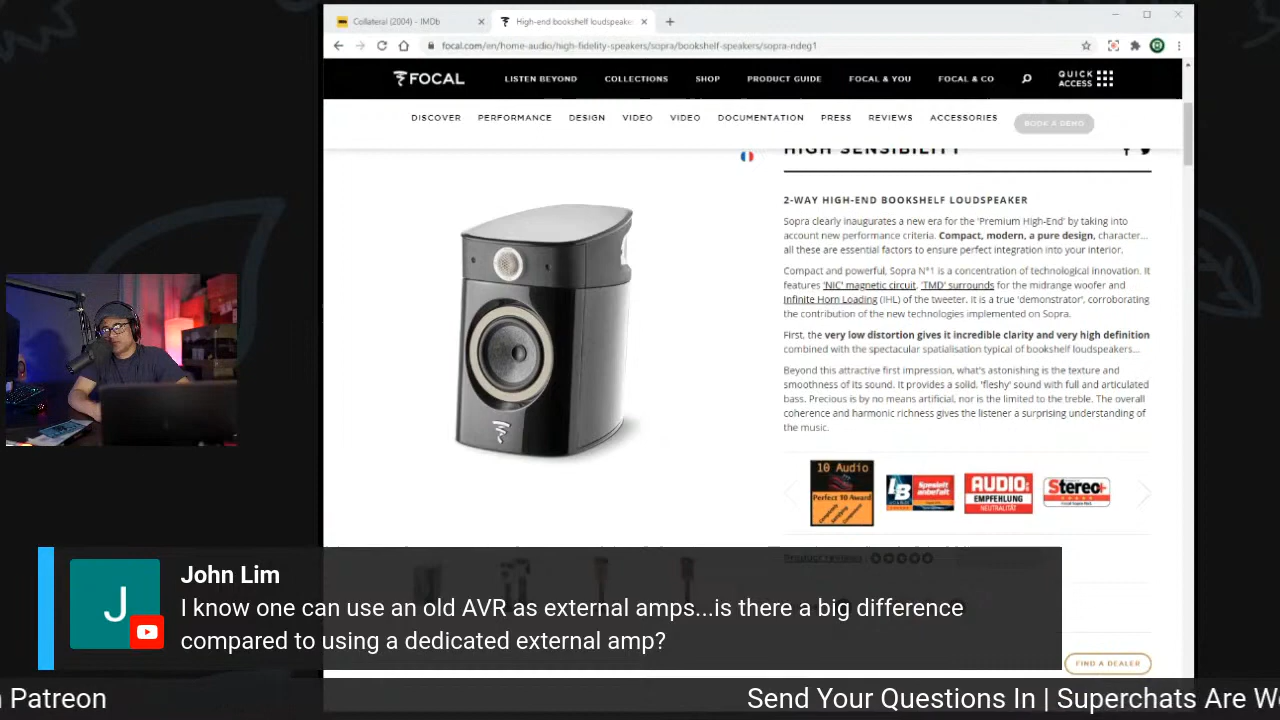 Collateral (2004) - IMDb
High-end bookshelf loudspeake
focal.com/en/home-audio/high-fidelity-speakers/sopra/bookshelf-speakers/sopra-ndeg1
FOCAL
LISTEN BEYOND
COLLECTIONS
SHOP
PRODUCT GUIDE
FOCAL & YOU
FOCAL & CO
QUICK
ACCESS
DISCOVER
PERFORMANCE
DESIGN
VIDEO
VIDEO
DOCUMENTATION
PRESS
REVIEWS
ACCESSORIES
BOOK A DEMO
HIGH SENSIBILITY
2-WAY HIGH-END BOOKSHELF LOUDSPEAKER
Sopra clearly inaugurates a new era for the 'Premium High-End' by taking into
account new performance criteria. Compact, modern, a pure design, character...
all these are essential factors to ensure perfect integration into your interior.
Compact and powerful, Sopra N°1 is a concentration of technological innovation. It
features 'NIC' magnetic circuit, 'TMD' surrounds for the midrange woofer and
Infinite Horn Loading (IHL) of the tweeter. It is a true 'demonstrator', corroborating
the contribution of the new technologies implemented on Sopra.
First, the very low distortion gives it incredible clarity and very high definition
combined with the spectacular spatialisation typical of bookshelf loudspeakers...
Beyond this attractive first impression, what's astonishing is the texture and
smoothness of its sound. It provides a solid, 'fleshy' sound with full and articulated
bass. Precious is by no means artificial, nor is the limited to the treble. The overall
coherence and harmonic richness gives the listener a surprising understanding of
the music.
10 Audio
Perfect 10 Award
AUDIO
EMPFEHLUNG
NEUTRALITÄT
Stereo
J
John Lim
I know one can use an old AVR as external amps...is there a big difference
compared to using a dedicated external amp?
FIND A DEALER
n Patreon
Send Your Questions In | Superchats Are We